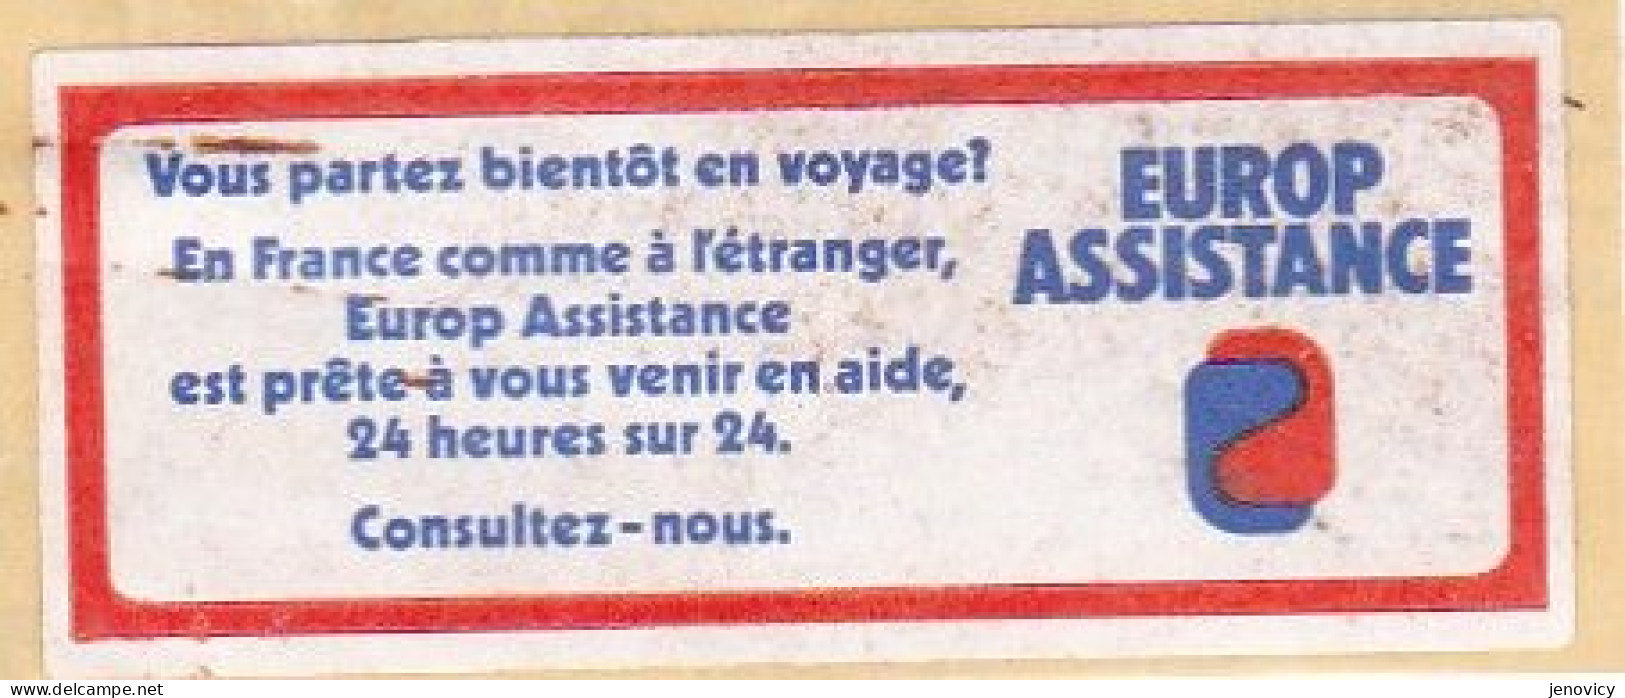 Vous partez bientôt en voyage?
En France comme à l'étranger,
Europ Assistance
est prête à vous venir en aide,
24 heures sur 24.
Consultez-nous.
EUROP
ASSISTANCE
www.delcampe.net
jenovicy